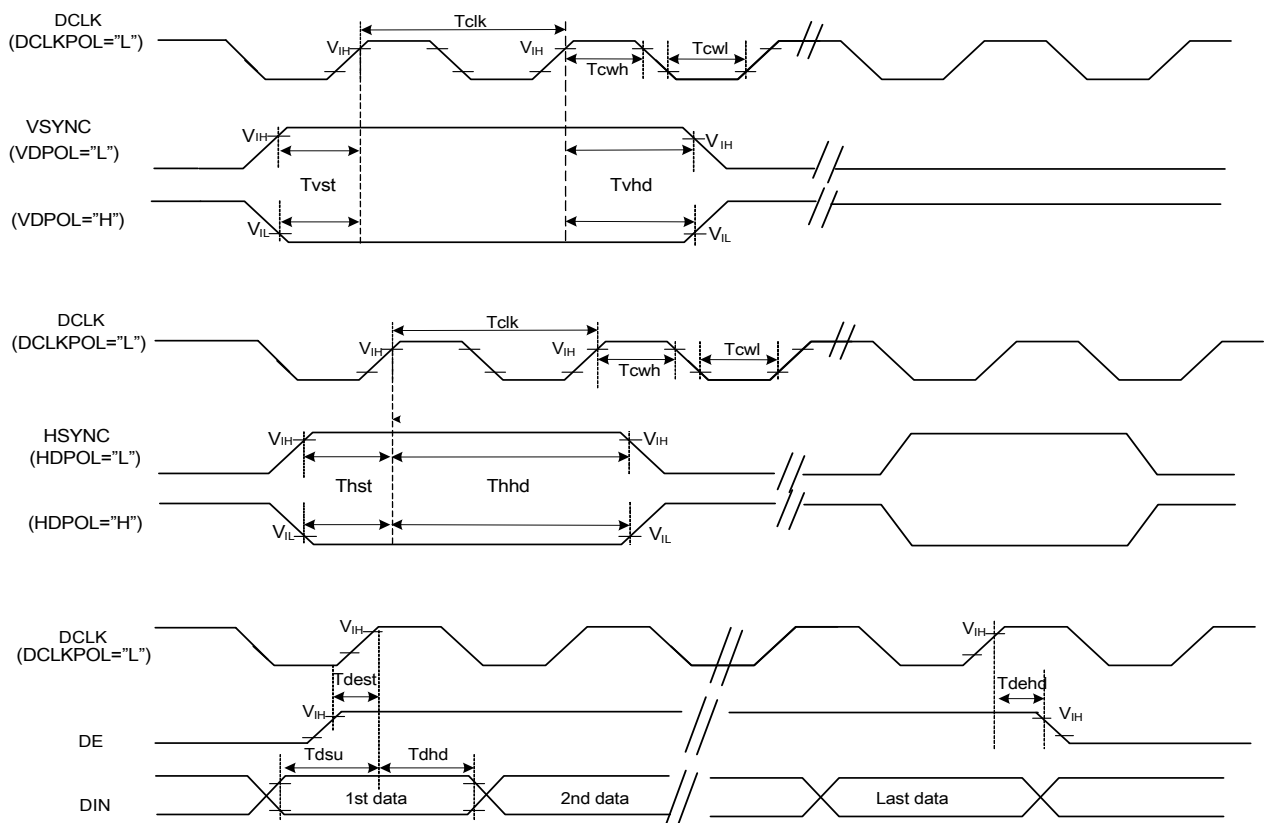 DCLK
(DCLKPOL="L")
Tclk
VIH
VIH
Tcwh
Tcwl
VSYNC
(VDPOL="L")
VIH
VIH
Tvst
Tvhd
(VDPOL="H")
VIL
VIL
DCLK
(DCLKPOL="L")
Tclk
VIH
VIH
Tcwh
Tcwl
HSYNC
(HDPOL="L")
VIH
VIH
Thst
Thhd
(HDPOL="H")
VIL
VIL
DCLK
(DCLKPOL="L")
VIH
VIH
Tdest
Tdehd
VIH
VIH
DE
Tdsu
Tdhd
DIN
1st data
2nd data
Last data